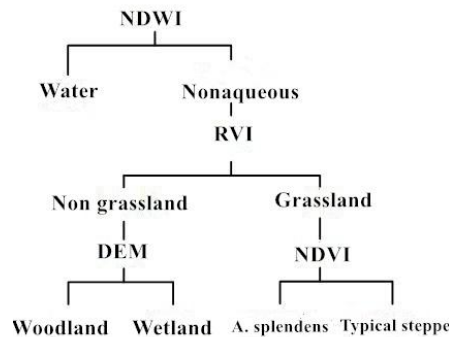 NDWI
Water
Nonaqueous
RVI
Non grassland
Grassland
DEM
NDVI
Woodland
Wetland
A. splendens
Typical steppe